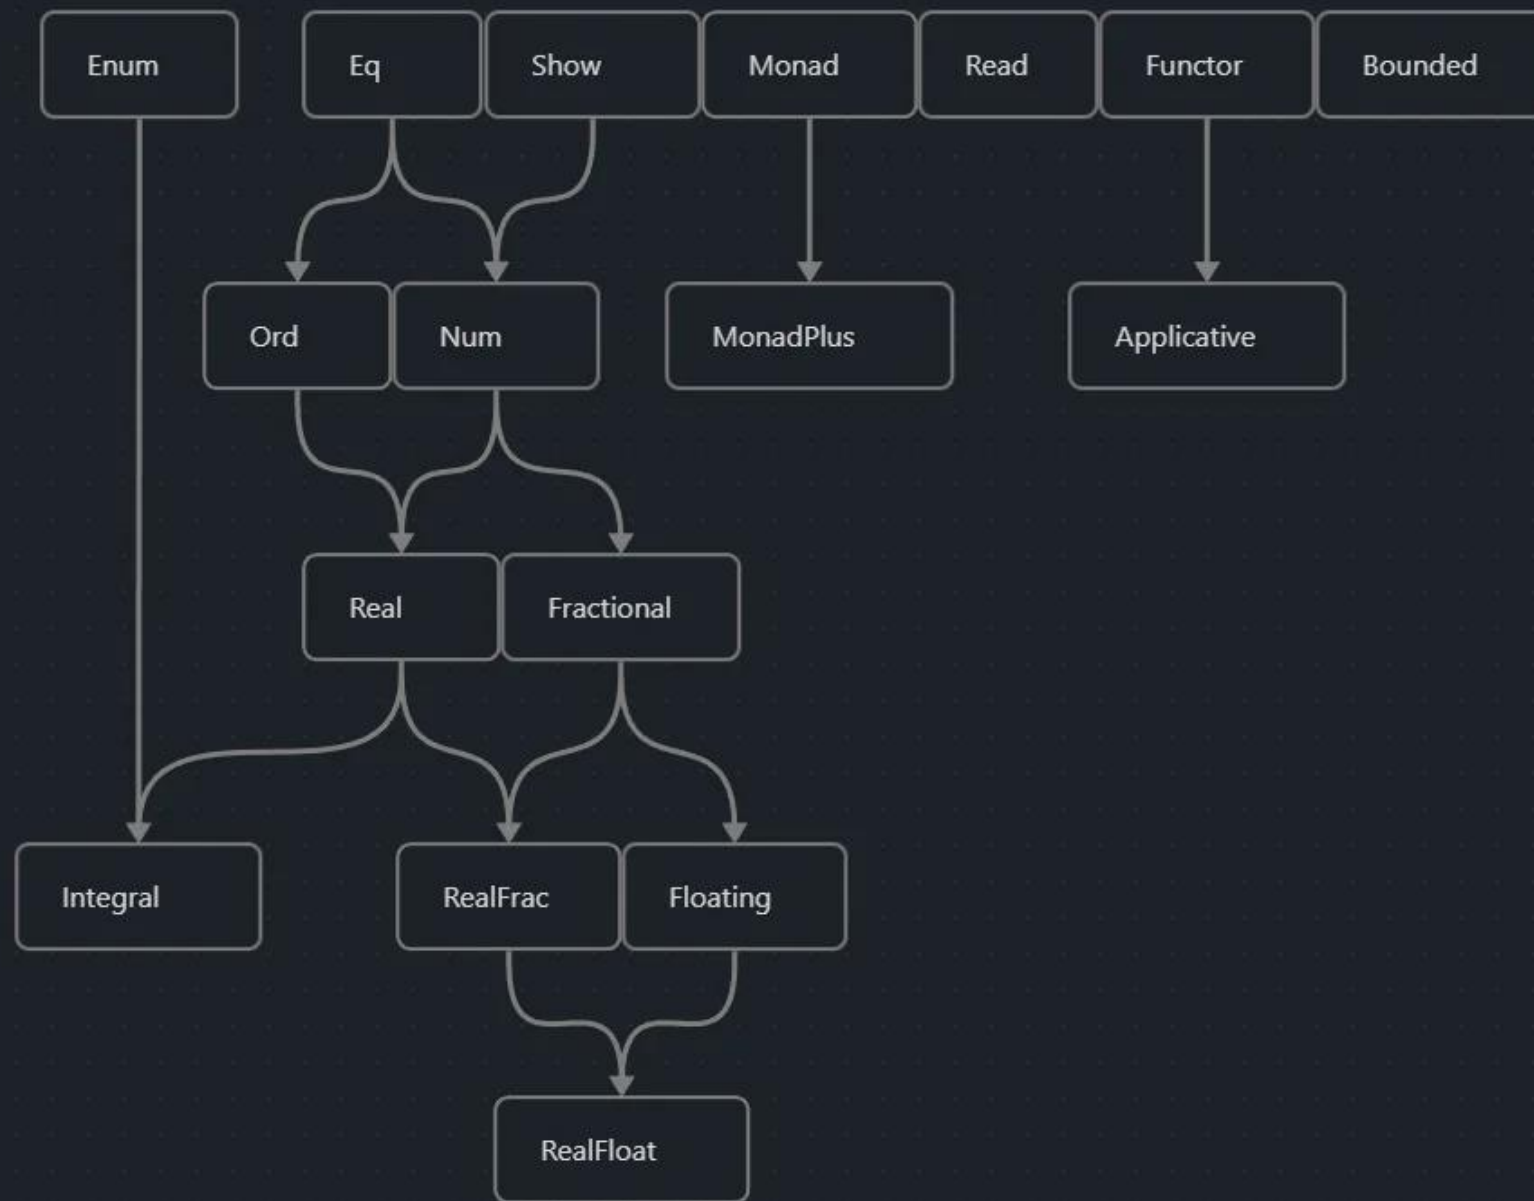 Enum
Eq
Show
Monad
Read
Functor
Bounded
Ord
Num
MonadPlus
Applicative
Real
Fractional
Integral
RealFrac
Floating
RealFloat